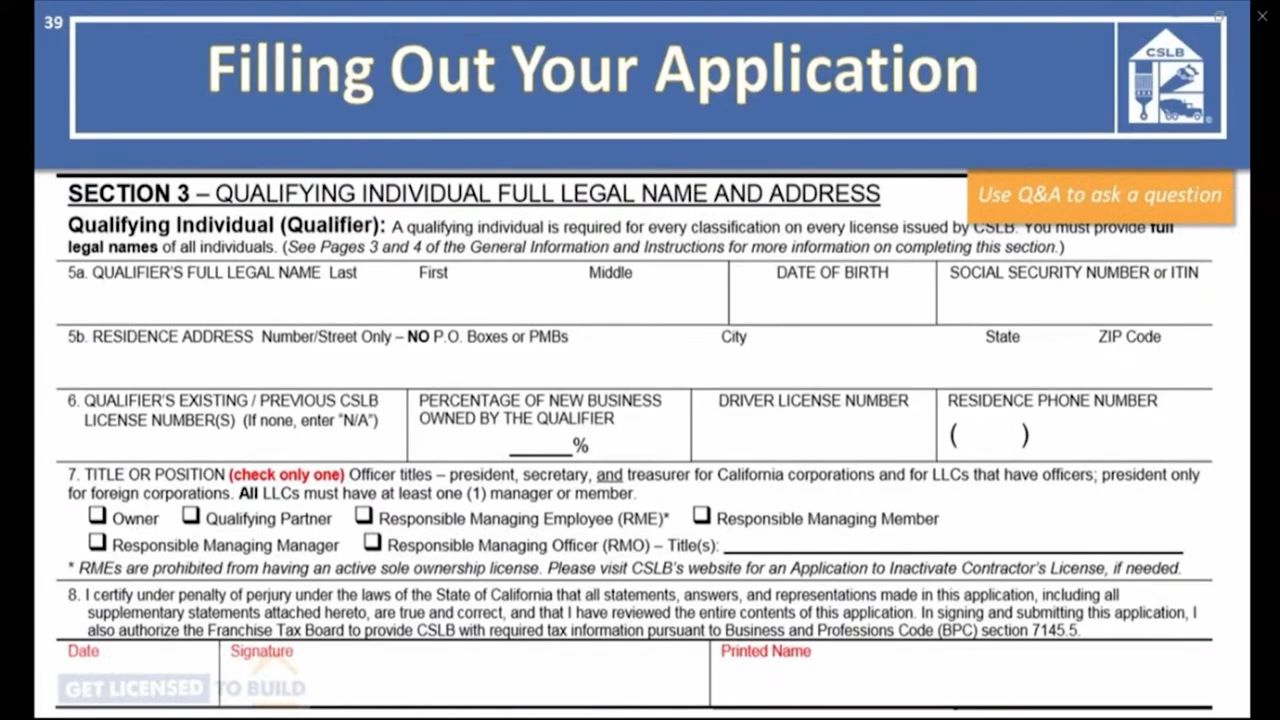 39
Filling Out Your Application
CSLB
SECTION 3 – QUALIFYING INDIVIDUAL FULL LEGAL NAME AND ADDRESS
Use Q&A to ask a question
Qualifying Individual (Qualifier): A qualifying individual is required for every classification on every license issued by CSLB. You must provide full
legal names of all individuals. (See Pages 3 and 4 of the General Information and Instructions for more information on completing this section.)
5a. QUALIFIER'S FULL LEGAL NAME Last First Middle DATE OF BIRTH SOCIAL SECURITY NUMBER or ITIN
5b. RESIDENCE ADDRESS Number/Street Only – NO P.O. Boxes or PMBs City State ZIP Code
6. QUALIFIER'S EXISTING / PREVIOUS CSLB
LICENSE NUMBER(S) (If none, enter "N/A")
PERCENTAGE OF NEW BUSINESS
OWNED BY THE QUALIFIER
______%
DRIVER LICENSE NUMBER
RESIDENCE PHONE NUMBER
( )
7. TITLE OR POSITION (check only one) Officer titles – president, secretary, and treasurer for California corporations and for LLCs that have officers; president only
for foreign corporations. All LLCs must have at least one (1) manager or member.
❑ Owner ❑ Qualifying Partner ❑ Responsible Managing Employee (RME)* ❑ Responsible Managing Member
❑ Responsible Managing Manager ❑ Responsible Managing Officer (RMO) – Title(s): ______
* RMEs are prohibited from having an active sole ownership license. Please visit CSLB's website for an Application to Inactivate Contractor's License, if needed.
8. I certify under penalty of perjury under the laws of the State of California that all statements, answers, and representations made in this application, including all
supplementary statements attached hereto, are true and correct, and that I have reviewed the entire contents of this application. In signing and submitting this application, I
also authorize the Franchise Tax Board to provide CSLB with required tax information pursuant to Business and Professions Code (BPC) section 7145.5.
Date Signature Printed Name
GET LICENSED TO BUILD